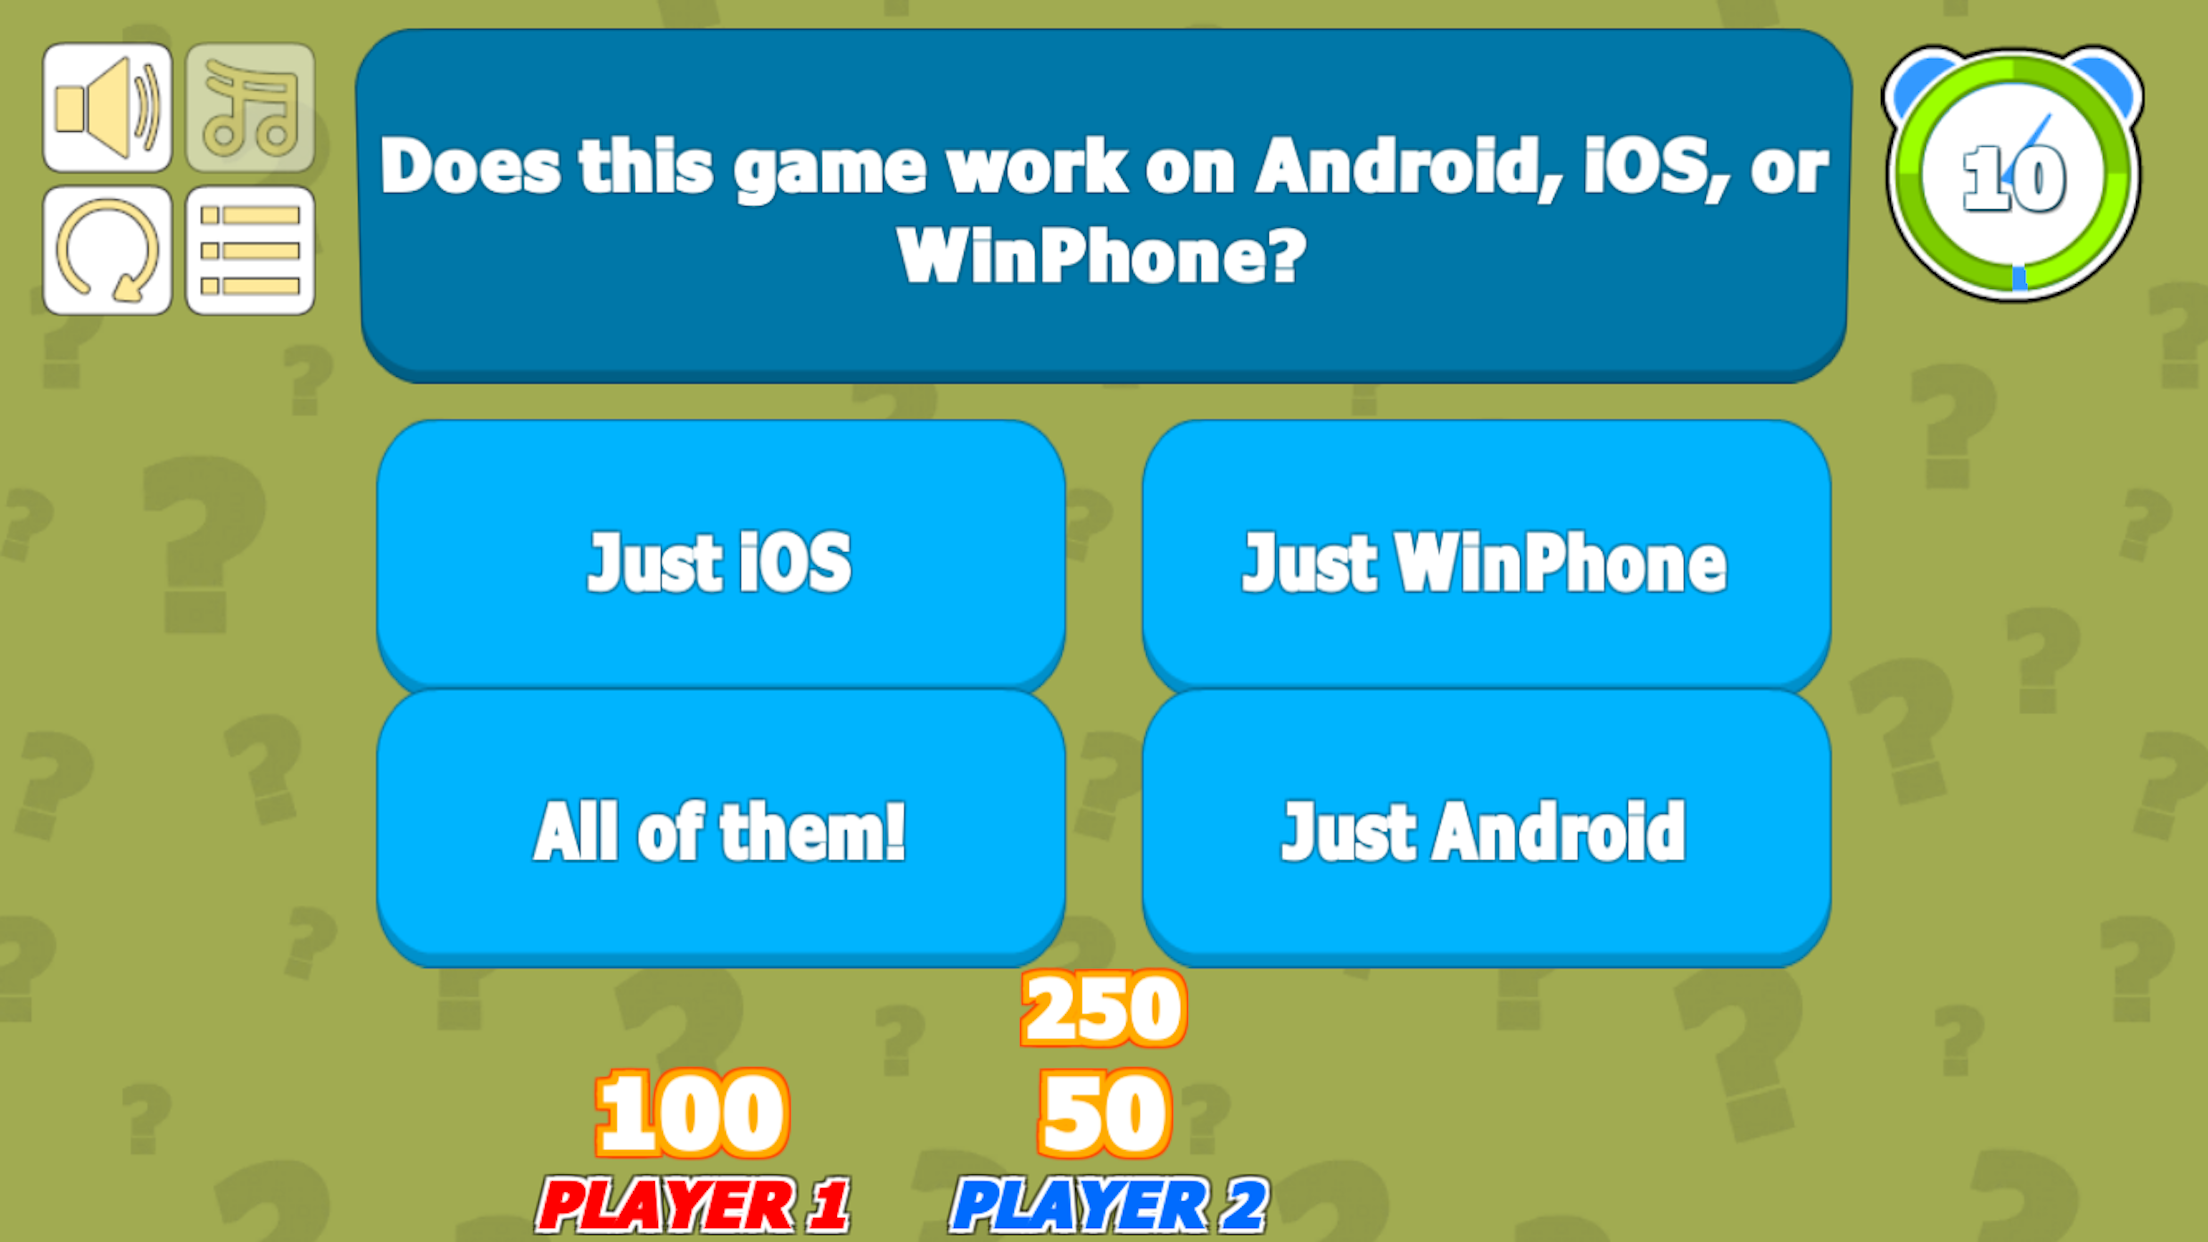 Does this game work on Android, iOS, or
WinPhone?
10
Just iOS
Just WinPhone
All of them!
Just Android
250
100
50
PLAYER 1
PLAYER 2